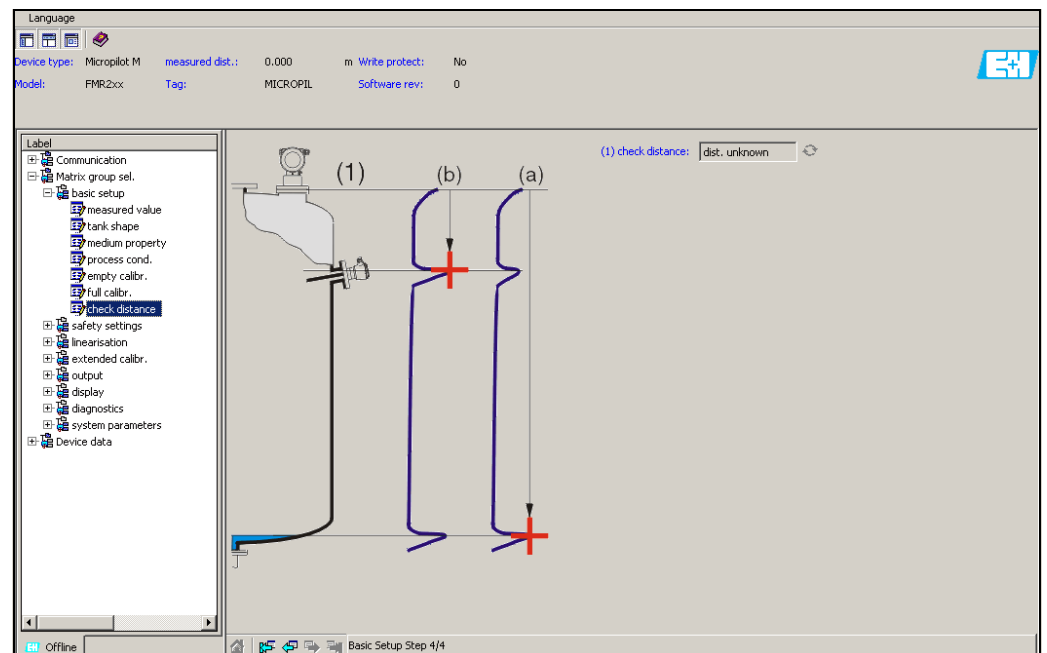 Language
Device type: Micropilot M measured dist.: 0.000 m Write protect: No
Model: FMR2xx Tag: MICROPIL Software rev: 0
E+H
Label
Communication
Matrix group sel.
basic setup
measured value
tank shape
medium property
process cond.
empty calibr.
full calibr.
check distance
safety settings
linearisation
extended calibr.
output
display
diagnostics
system parameters
Device data
(1) (b) (a)
(1) check distance: dist. unknown
Offline
Basic Setup Step 4/4